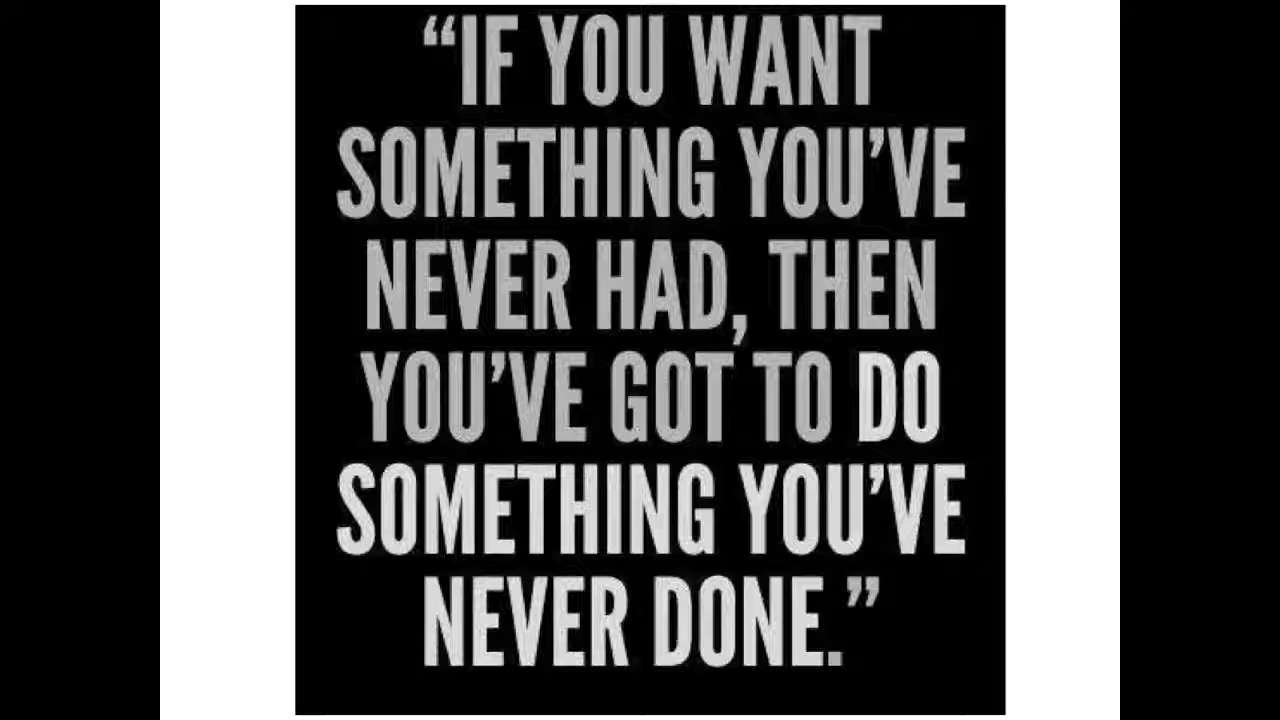 “IF YOU WANT
SOMETHING YOU’VE
NEVER HAD, THEN
YOU’VE GOT TO DO
SOMETHING YOU’VE
NEVER DONE.”